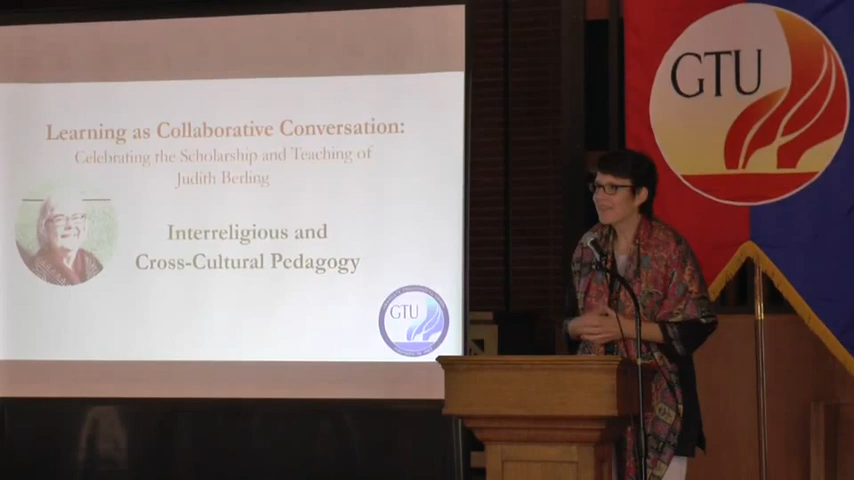 Learning as Collaborative Conversation:
Celebrating the Scholarship and Teaching of
Judith Berling
Interreligious and
Cross-Cultural Pedagogy
GTU
GTU